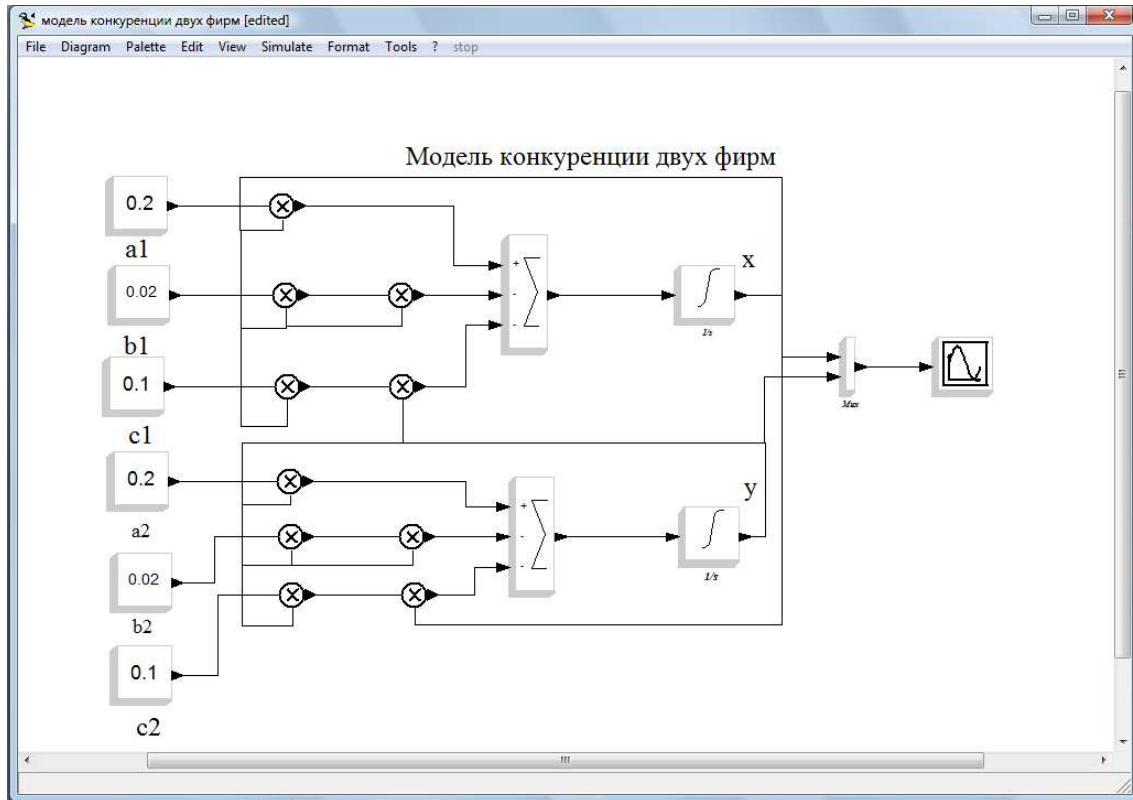 модель конкуренции двух фирм [edited]
File Diagram Palette Edit View Simulate Format Tools ? stop
Модель конкуренции двух фирм
0.2
a1
0.02
b1
0.1
c1
0.2
a2
0.02
b2
0.1
c2
+
-
-
x
1/s
+
-
-
y
1/s
Mux